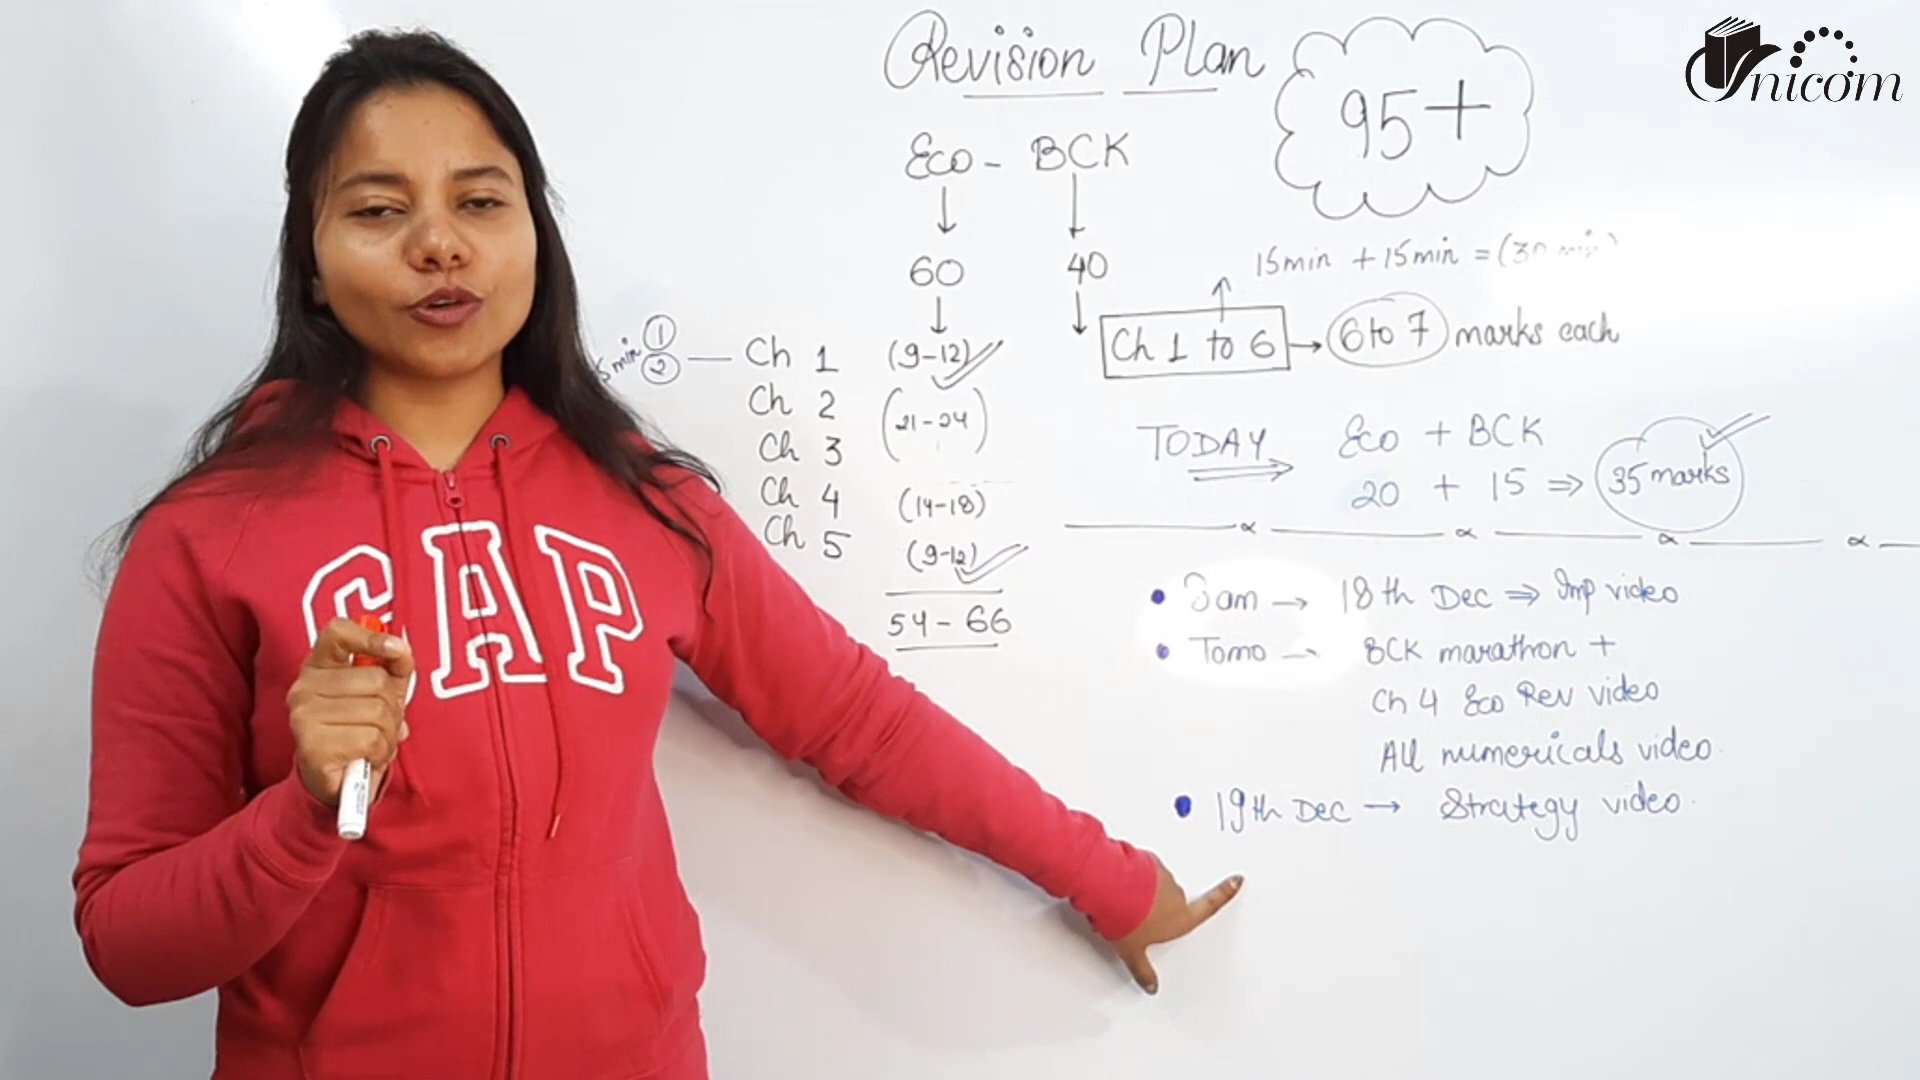 Revision Plan
95+
Unicom
Eco - BCK
↓ ↓
60 40
↓ ↓
15min + 15min = (30 min)
Ch 1 to 6 → 6 to 7 marks each
1
2
min
Ch 1 (9-12)
Ch 2 (21-24)
Ch 3
Ch 4 (14-18)
Ch 5 (9-12)
54 - 66
TODAY Eco + BCK
20 + 15 ⇒ 35 marks
• 3am → 18th Dec ⇒ Imp video
• Tomo → BCK marathon +
Ch 4 Eco Rev video
All numericals video
• 19th Dec → Strategy video
GAP